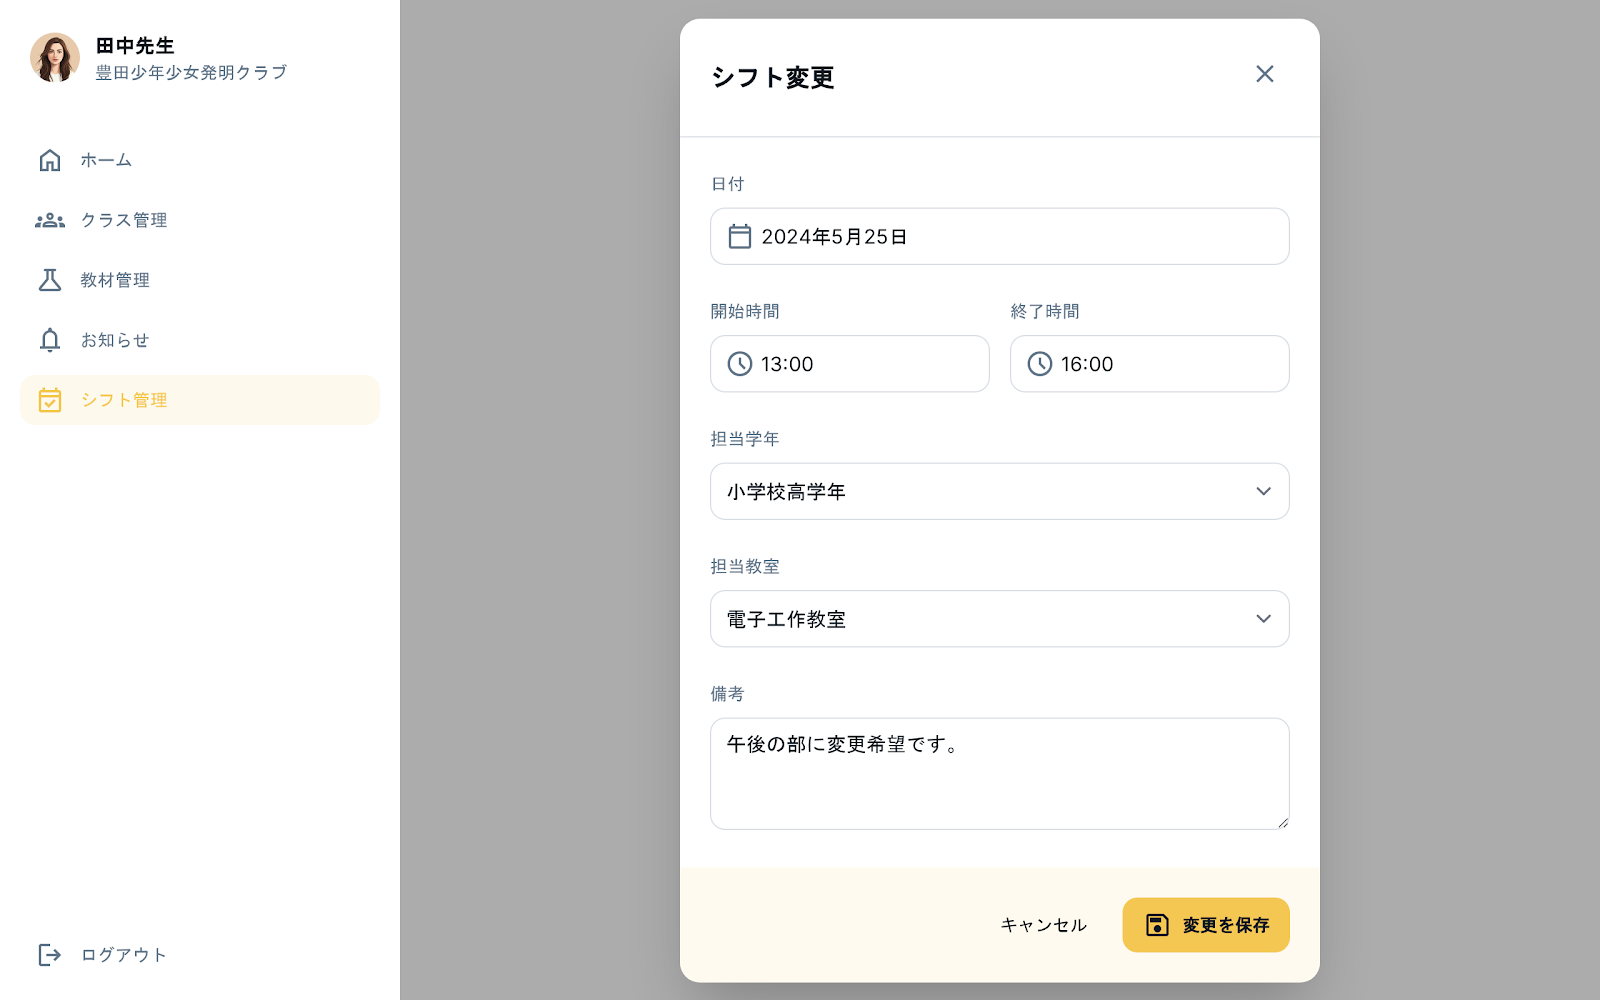 田中先生
豊田少年少女発明クラブ
ホーム
クラス管理
教材管理
お知らせ
シフト管理
ログアウト
シフト変更
日付
2024年5月25日
開始時間
終了時間
13:00
16:00
担当学年
小学校高学年
担当教室
電子工作教室
備考
午後の部に変更希望です。
キャンセル
変更を保存